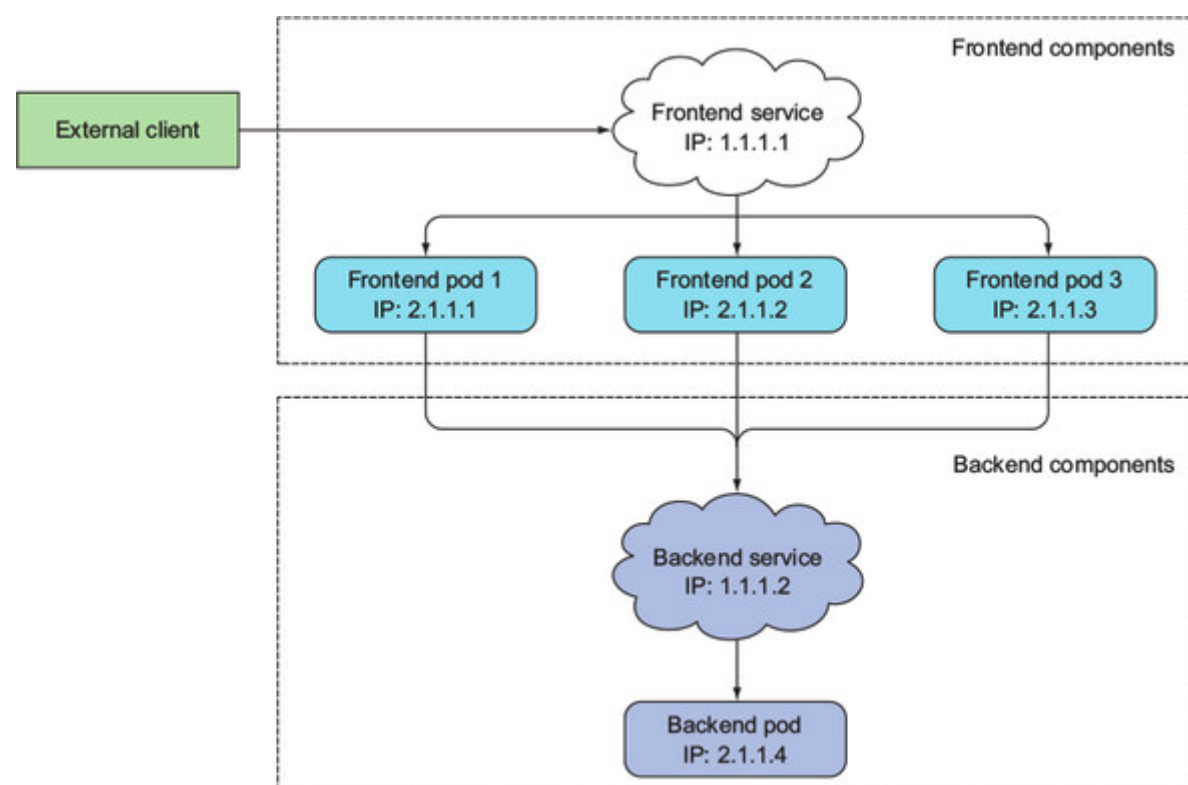 Frontend components
External client
Frontend service
IP: 1.1.1.1
Frontend pod 1
IP: 2.1.1.1
Frontend pod 2
IP: 2.1.1.2
Frontend pod 3
IP: 2.1.1.3
Backend components
Backend service
IP: 1.1.1.2
Backend pod
IP: 2.1.1.4